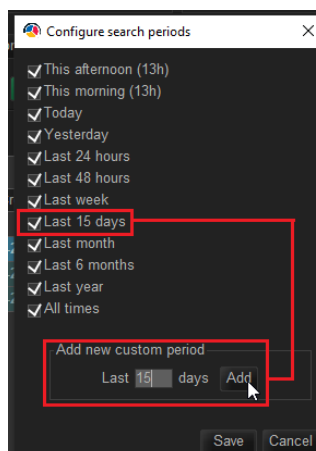 Configure search periods
This afternoon (13h)
This morning (13h)
Today
Yesterday
Last 24 hours
Last 48 hours
Last week
Last 15 days
Last month
Last 6 months
Last year
All times
Add new custom period
Last 15 days Add
Save Cancel